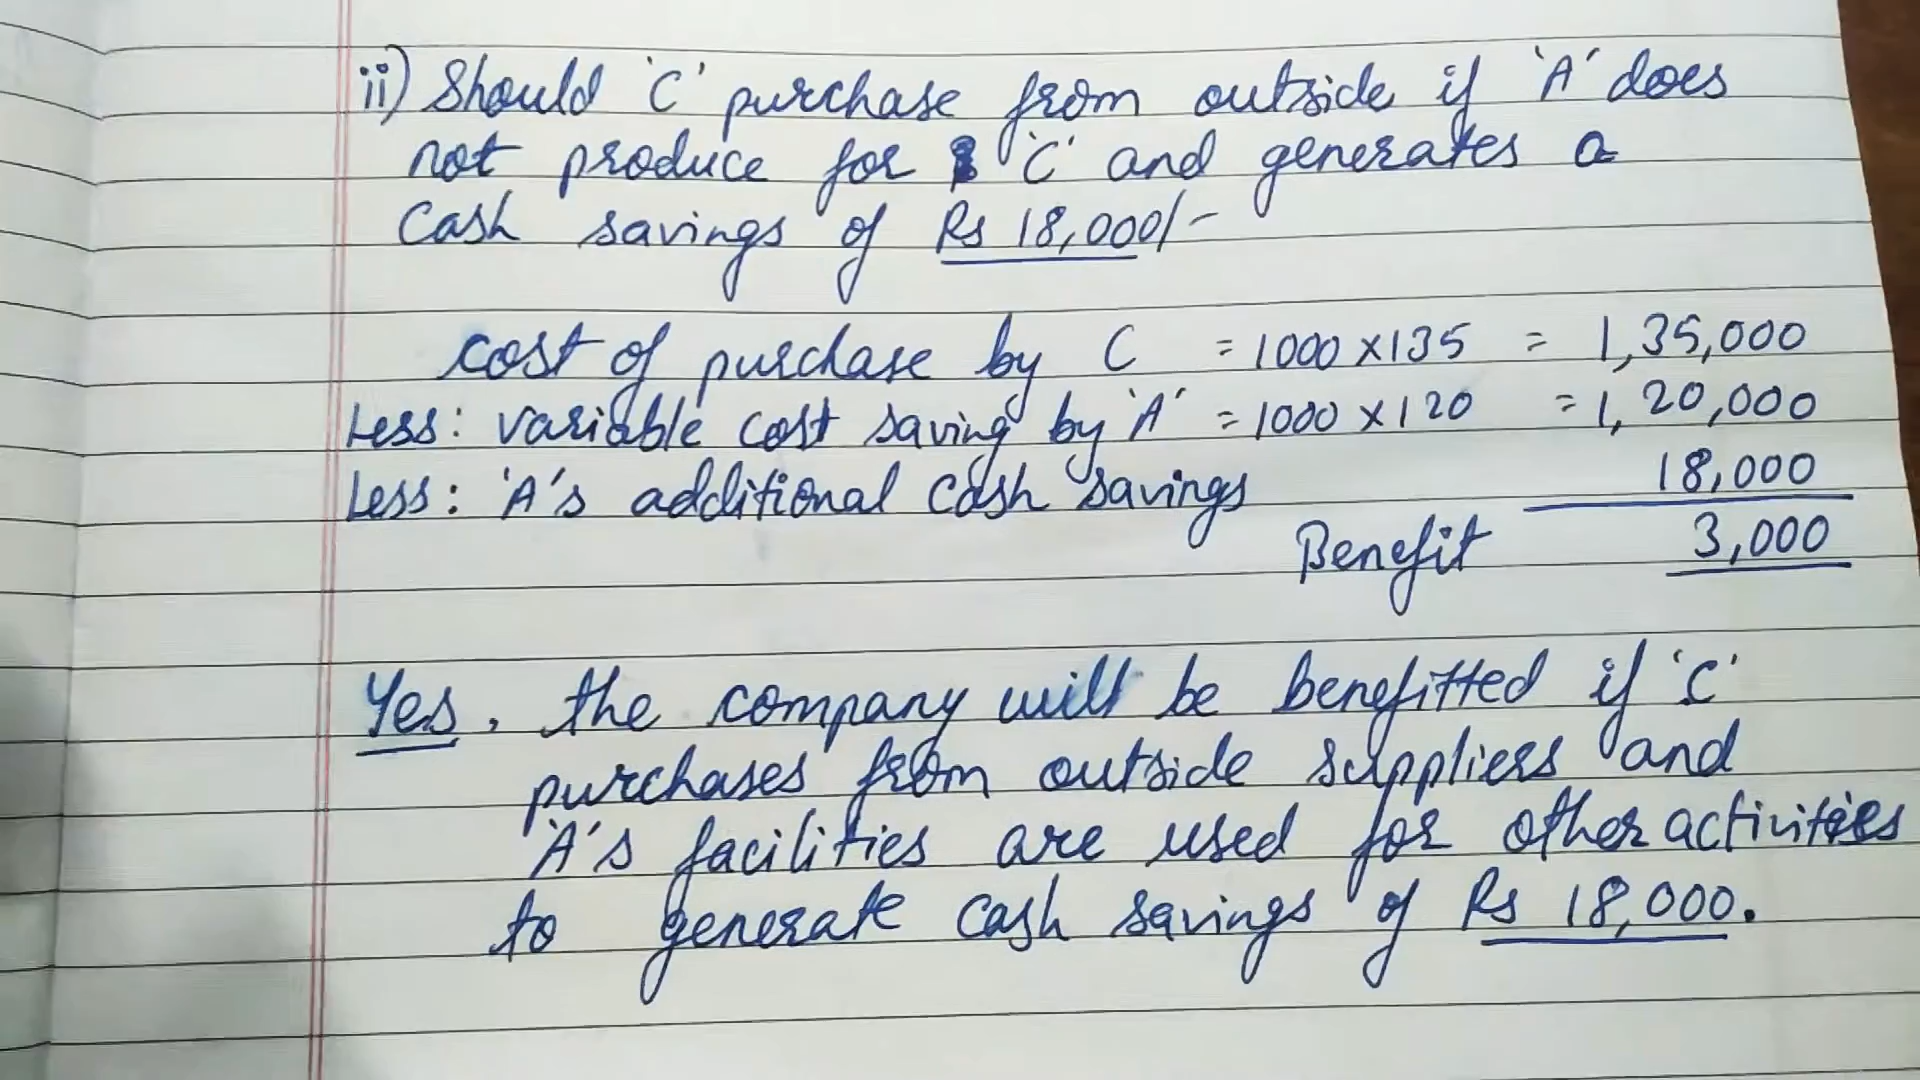 ii) Should 'C' purchase from outside if 'A' does
not produce for 'C' and generates a
cash savings of Rs 18,000/-
cost of purchase by C = 1000 x 135 = 1,35,000
Less: variable cost saving by 'A' = 1000 x 120 = 1,20,000
Less: 'A's additional cash savings 18,000
Benefit 3,000
Yes, the company will be benefitted if 'C'
purchases from outside suppliers and
'A's facilities are used for other activities
to generate cash savings of Rs 18,000.